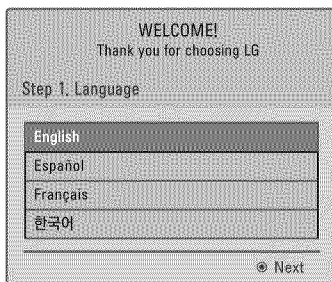 WELCOME!
Thank you for choosing LG
Step 1. Language
English
Español
Français
한국어
Next